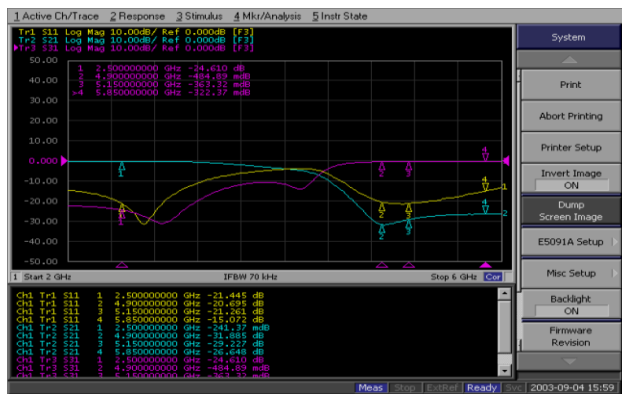 1 Active Ch/Trace 2 Response 3 Stimulus 4 Mkr/Analysis 5 Instr State
Tr1 S11 Log Mag 10.00dB/ Ref 0.000dB [F3]
Tr2 S21 Log Mag 10.00dB/ Ref 0.000dB [F3]
Tr3 S31 Log Mag 10.00dB/ Ref 0.000dB [F3]
50.00
40.00
30.00
20.00
10.00
0.000
-10.00
-20.00
-30.00
-40.00
-50.00
1 2.500000000 GHz -24.610 dB
2 4.900000000 GHz -484.89 mdB
3 5.150000000 GHz -363.32 mdB
>4 5.850000000 GHz -322.37 mdB
1 Start 2 GHz IFBW 70 kHz Stop 6 GHz Cor
Ch1 Tr1 S11 1 2.500000000 GHz -21.445 dB
Ch1 Tr1 S11 2 4.900000000 GHz -20.695 dB
Ch1 Tr1 S11 3 5.150000000 GHz -21.261 dB
Ch1 Tr1 S11 4 5.850000000 GHz -15.072 dB
Ch1 Tr2 S21 1 2.500000000 GHz -241.37 mdB
Ch1 Tr2 S21 2 4.900000000 GHz -31.885 dB
Ch1 Tr2 S21 3 5.150000000 GHz -29.227 dB
Ch1 Tr2 S21 4 5.850000000 GHz -26.648 dB
Ch1 Tr3 S31 1 2.500000000 GHz -24.610 dB
Ch1 Tr3 S31 2 4.900000000 GHz -484.89 mdB
Ch1 Tr3 S31 3 5.150000000 GHz -363.32 mdB
System
Print
Abort Printing
Printer Setup
Invert Image
ON
Dump
Screen Image
E5091A Setup
Misc Setup
Backlight
ON
Firmware
Revision
Meas Stop ExtRef Ready Svc 2003-09-04 15:59